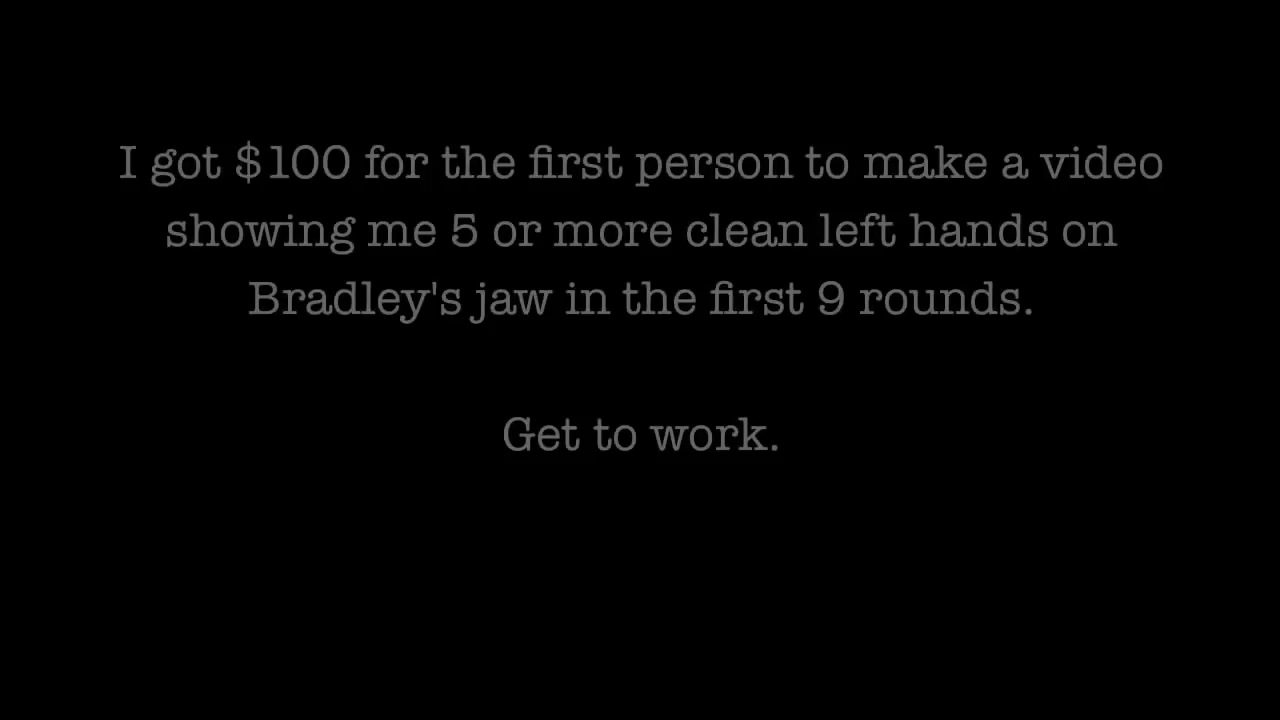 I got $100 for the first person to make a video
showing me 5 or more clean left hands on
Bradley's jaw in the first 9 rounds.
Get to work.